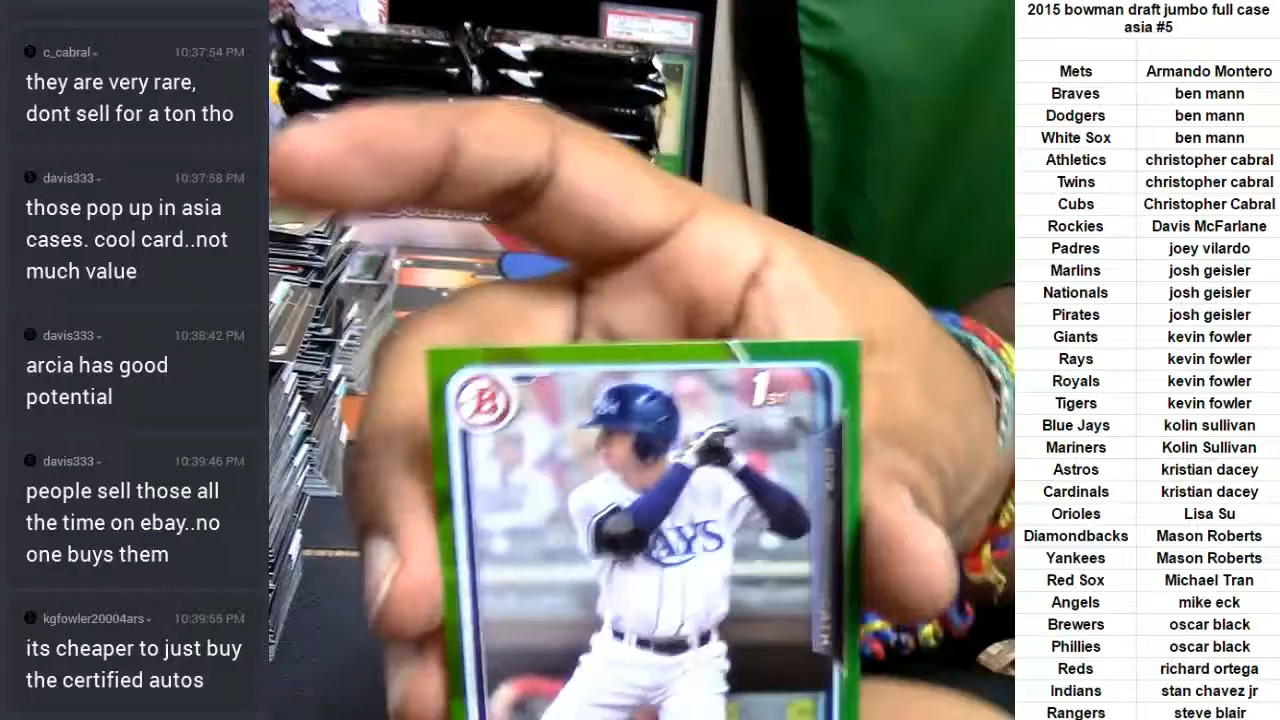 c_cabral
10:37:54 PM
they are very rare,
dont sell for a ton tho
davis333
10:37:58 PM
those pop up in asia
cases. cool card..not
much value
davis333
10:38:42 PM
arcia has good
potential
davis333
10:39:46 PM
people sell those all
the time on ebay..no
one buys them
kgfowler20004ars
10:39:56 PM
its cheaper to just buy
the certified autos
B
1ST
RAYS
2015 bowman draft jumbo full case
asia #5
Mets Armando Montero
Braves ben mann
Dodgers ben mann
White Sox ben mann
Athletics christopher cabral
Twins christopher cabral
Cubs Christopher Cabral
Rockies Davis McFarlane
Padres joey vilardo
Marlins josh geisler
Nationals josh geisler
Pirates josh geisler
Giants kevin fowler
Rays kevin fowler
Royals kevin fowler
Tigers kevin fowler
Blue Jays kolin sullivan
Mariners Kolin Sullivan
Astros kristian dacey
Cardinals kristian dacey
Orioles Lisa Su
Diamondbacks Mason Roberts
Yankees Mason Roberts
Red Sox Michael Tran
Angels mike eck
Brewers oscar black
Phillies oscar black
Reds richard ortega
Indians stan chavez jr
Rangers steve blair